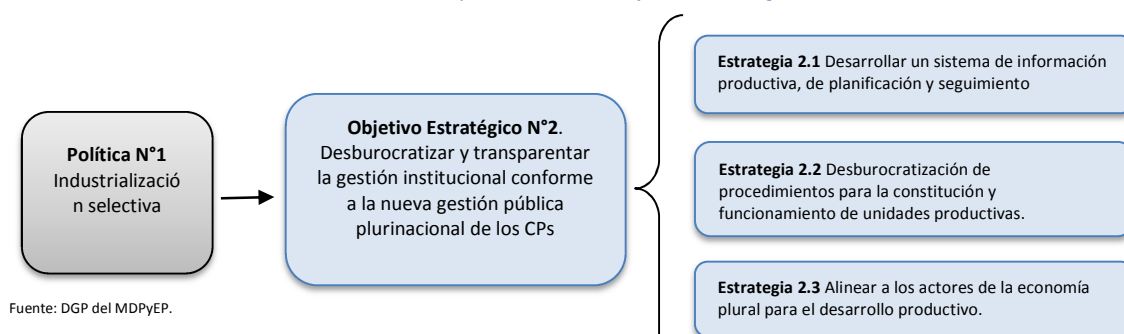 Política N°1
Industrializació
n selectiva
Objetivo Estratégico N°2.
Desburocratizar y transparentar
la gestión institucional conforme
a la nueva gestión pública
plurinacional de los CPs
Estrategia 2.1 Desarrollar un sistema de información
productiva, de planificación y seguimiento
Estrategia 2.2 Desburocratización de
procedimientos para la constitución y
funcionamiento de unidades productivas.
Estrategia 2.3 Alinear a los actores de la economía
plural para el desarrollo productivo.
Fuente: DGP del MDPyEP.